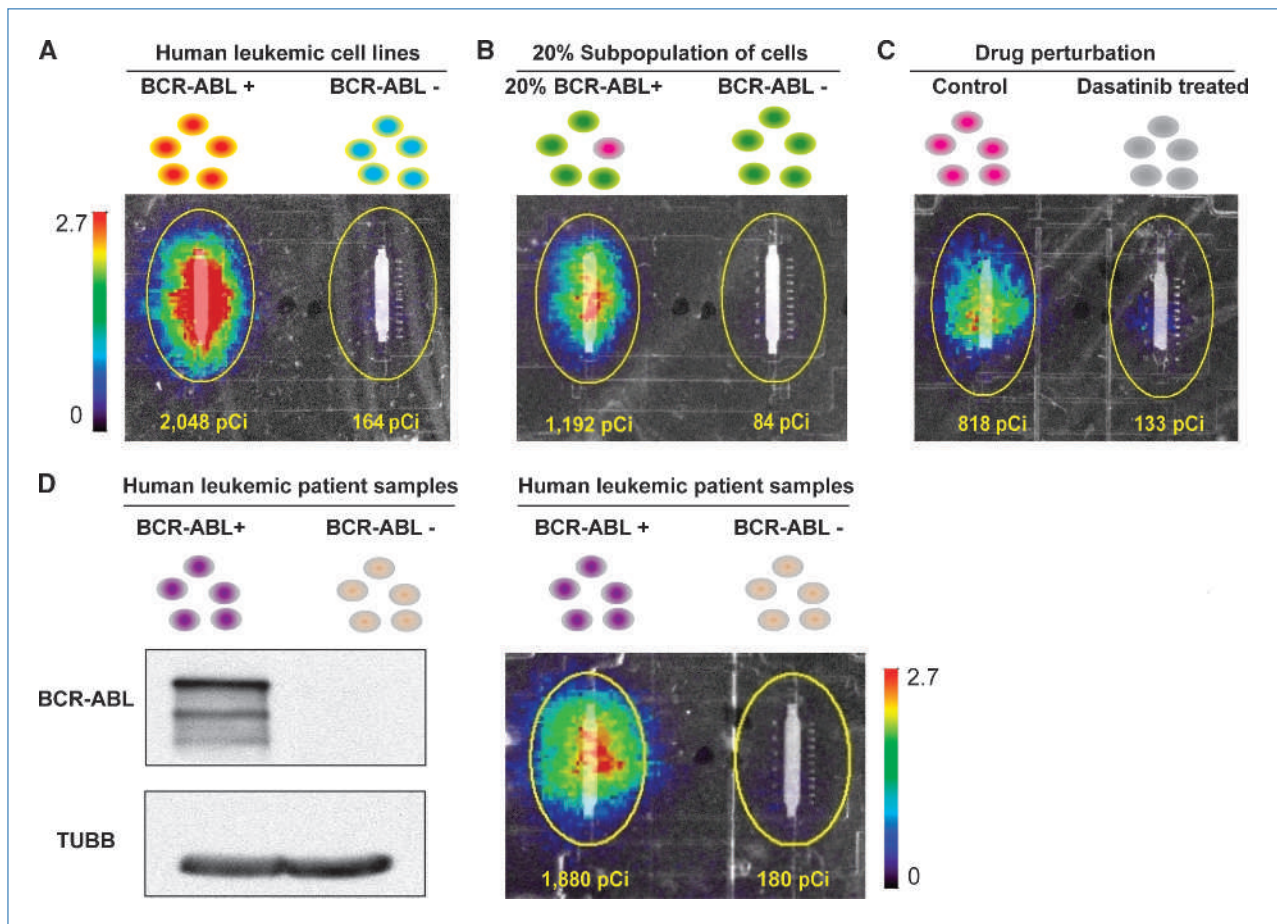 A
Human leukemic cell lines
BCR-ABL +
BCR-ABL -
2.7
0
2,048 pCi
164 pCi
B
20% Subpopulation of cells
20% BCR-ABL+
BCR-ABL -
1,192 pCi
84 pCi
C
Drug perturbation
Control
Dasatinib treated
818 pCi
133 pCi
D
Human leukemic patient samples
BCR-ABL+
BCR-ABL -
BCR-ABL
TUBB
Human leukemic patient samples
BCR-ABL +
BCR-ABL -
1,880 pCi
180 pCi
2.7
0